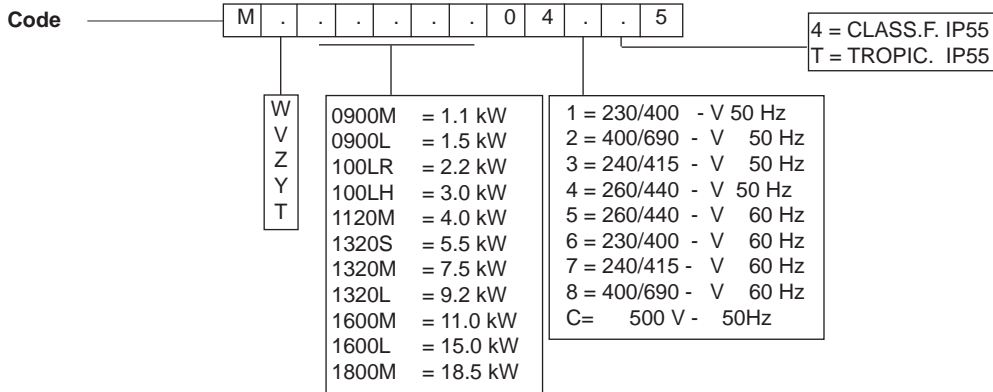 Code M . . . . . . 0 4 . . 5
4 = CLASS.F. IP55
T = TROPIC. IP55
W
V
Z
Y
T
0900M = 1.1 kW
0900L = 1.5 kW
100LR = 2.2 kW
100LH = 3.0 kW
1120M = 4.0 kW
1320S = 5.5 kW
1320M = 7.5 kW
1320L = 9.2 kW
1600M = 11.0 kW
1600L = 15.0 kW
1800M = 18.5 kW
1 = 230/400 - V 50 Hz
2 = 400/690 - V 50 Hz
3 = 240/415 - V 50 Hz
4 = 260/440 - V 50 Hz
5 = 260/440 - V 60 Hz
6 = 230/400 - V 60 Hz
7 = 240/415 - V 60 Hz
8 = 400/690 - V 60 Hz
C= 500 V - 50Hz